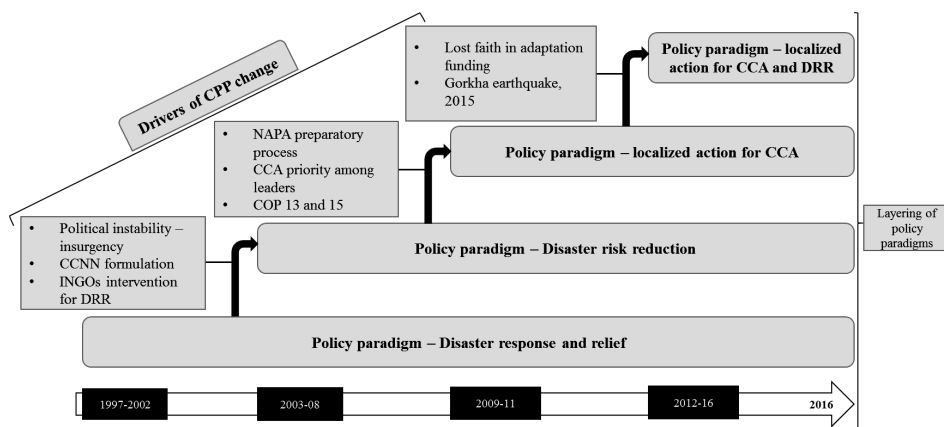 Drivers of CPP change
• Lost faith in adaptation
funding
• Gorkha earthquake,
2015
Policy paradigm – localized
action for CCA and DRR
• NAPA preparatory
process
• CCA priority among
leaders
• COP 13 and 15
Policy paradigm – localized action for CCA
• Political instability –
insurgency
• CCNN formulation
• INGOs intervention
for DRR
Policy paradigm – Disaster risk reduction
Layering of
policy
paradigms
Policy paradigm – Disaster response and relief
1997-2002
2003-08
2009-11
2012-16
2016